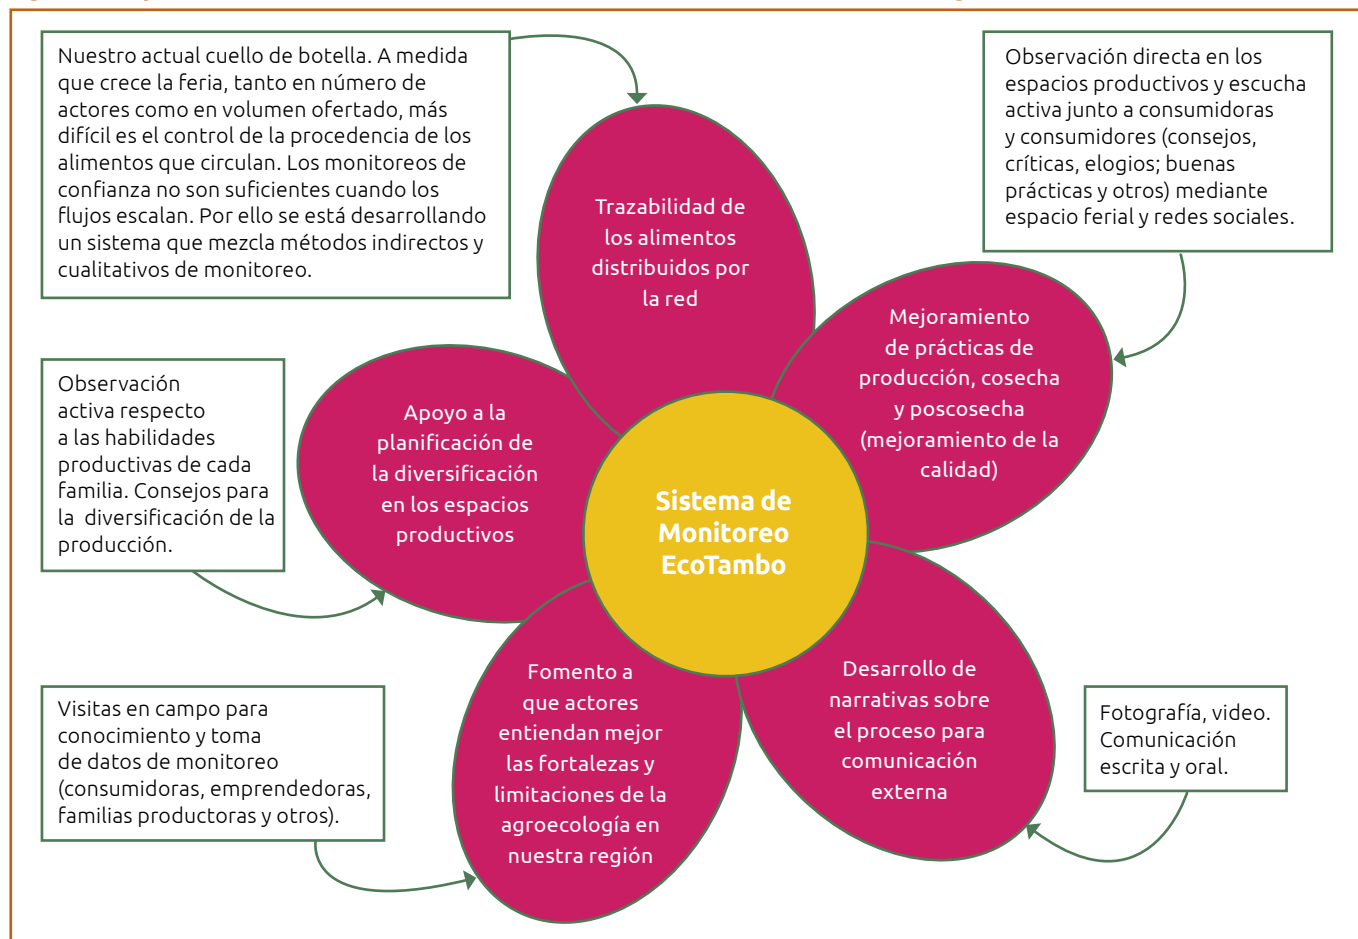 Nuestro actual cuello de botella. A medida
que crece la feria, tanto en número de
actores como en volumen ofertado, más
difícil es el control de la procedencia de los
alimentos que circulan. Los monitoreos de
confianza no son suficientes cuando los
flujos escalan. Por ello se está desarrollando
un sistema que mezcla métodos indirectos y
cualitativos de monitoreo.
Observación directa en los
espacios productivos y escucha
activa junto a consumidoras
y consumidores (consejos,
críticas, elogios; buenas
prácticas y otros) mediante
espacio ferial y redes sociales.
Trazabilidad de
los alimentos
distribuidos por
la red
Mejoramiento
de prácticas de
producción, cosecha
y poscosecha
(mejoramiento de la
calidad)
Observación
activa respecto
a las habilidades
productivas de cada
familia. Consejos para
la diversificación de la
producción.
Apoyo a la
planificación de
la diversificación
en los espacios
productivos
Sistema de
Monitoreo
EcoTambo
Visitas en campo para
conocimiento y toma
de datos de monitoreo
(consumidoras, emprendedoras,
familias productoras y otros).
Fomento a
que actores
entiendan mejor
las fortalezas y
limitaciones de la
agroecología en
nuestra región
Desarrollo de
narrativas sobre
el proceso para
comunicación
externa
Fotografía, video.
Comunicación
escrita y oral.